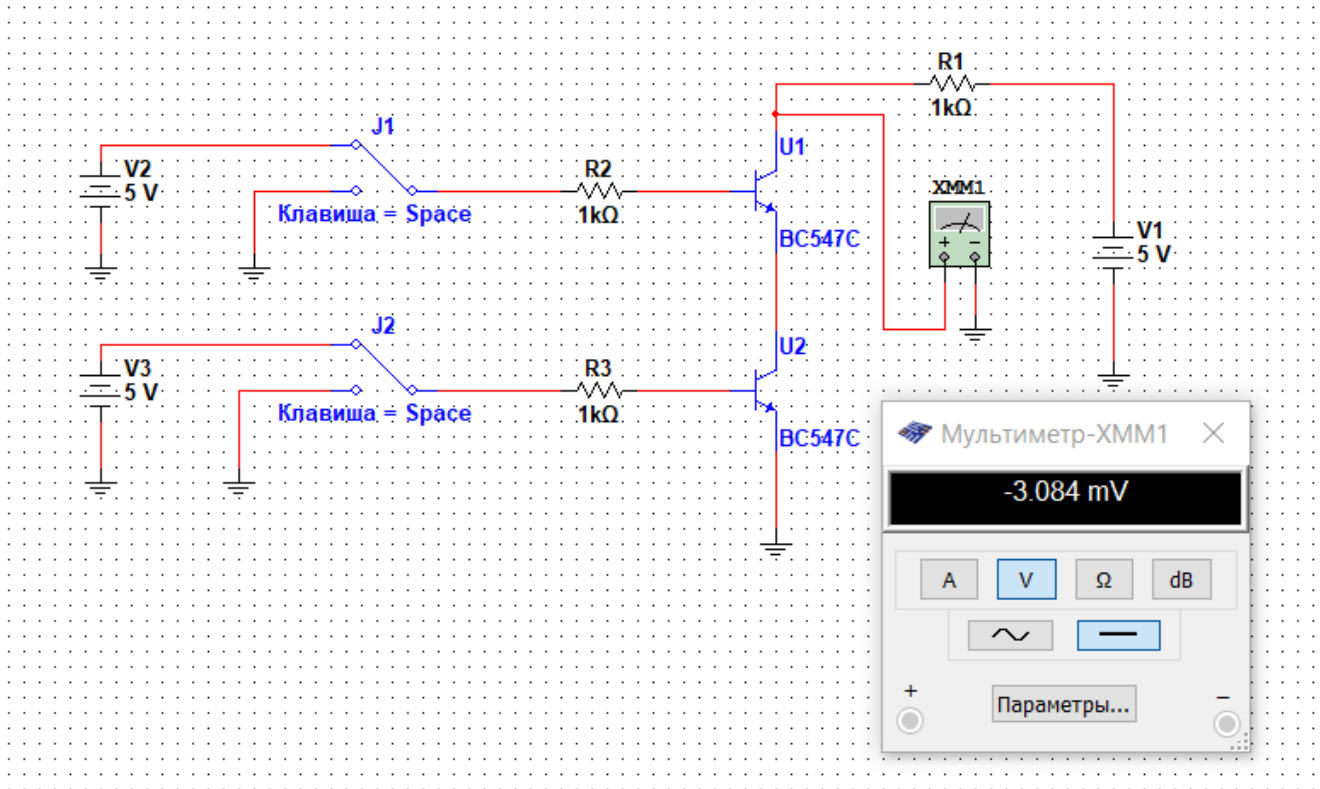 R1
1kΩ
J1
V2
5 V
Клавиша = Space
R2
1kΩ
U1
BC547C
XMM1
+ −
V1
5 V
J2
V3
5 V
Клавиша = Space
R3
1kΩ
U2
BC547C
Мультиметр-XMM1
-3.084 mV
A V Ω dB
+ −
Параметры...